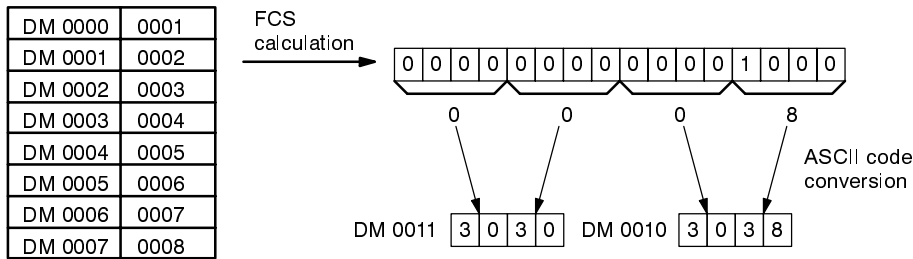 DM 0000 0001
DM 0001 0002
DM 0002 0003
DM 0003 0004
DM 0004 0005
DM 0005 0006
DM 0006 0007
DM 0007 0008
FCS
calculation
0 0 0 0 0 0 0 0 0 0 0 0 1 0 0 0
0 0 0 8
ASCII code
conversion
DM 0011 3 0 3 0 DM 0010 3 0 3 8